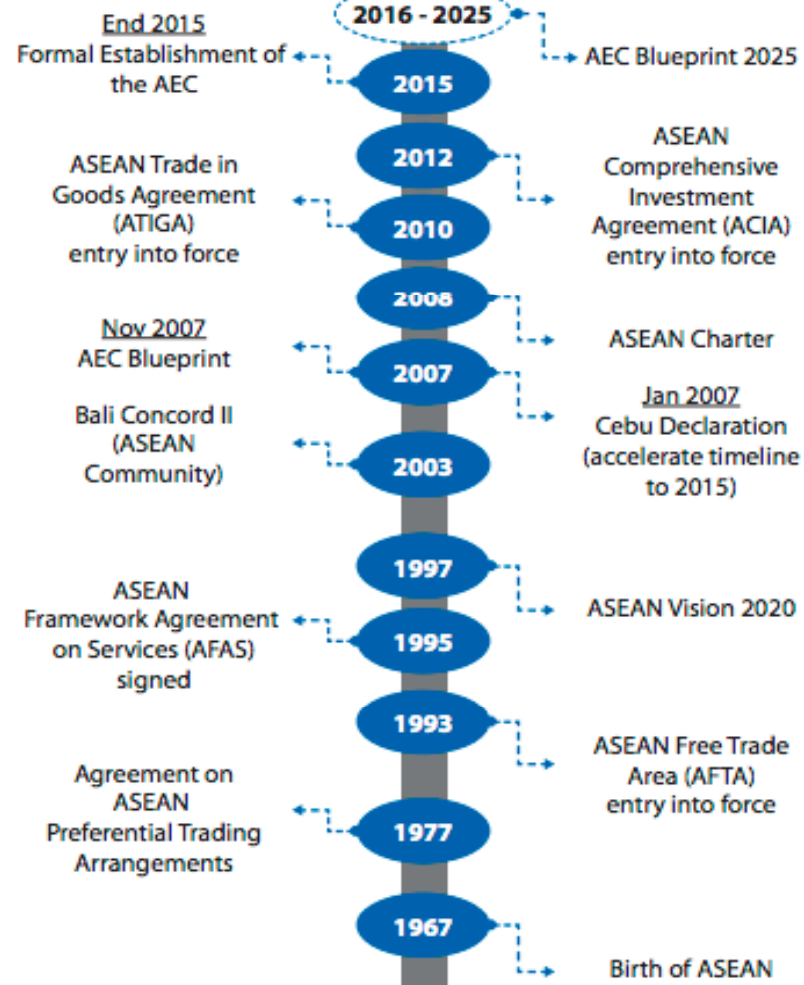 2016 - 2025
AEC Blueprint 2025
End 2015
Formal Establishment of
the AEC
2015
2012
ASEAN
Comprehensive
Investment
Agreement (ACIA)
entry into force
ASEAN Trade in
Goods Agreement
(ATIGA)
entry into force
2010
2008
ASEAN Charter
Nov 2007
AEC Blueprint
2007
Jan 2007
Cebu Declaration
(accelerate timeline
to 2015)
Bali Concord II
(ASEAN
Community)
2003
1997
ASEAN Vision 2020
ASEAN
Framework Agreement
on Services (AFAS)
signed
1995
1993
ASEAN Free Trade
Area (AFTA)
entry into force
Agreement on
ASEAN
Preferential Trading
Arrangements
1977
1967
Birth of ASEAN